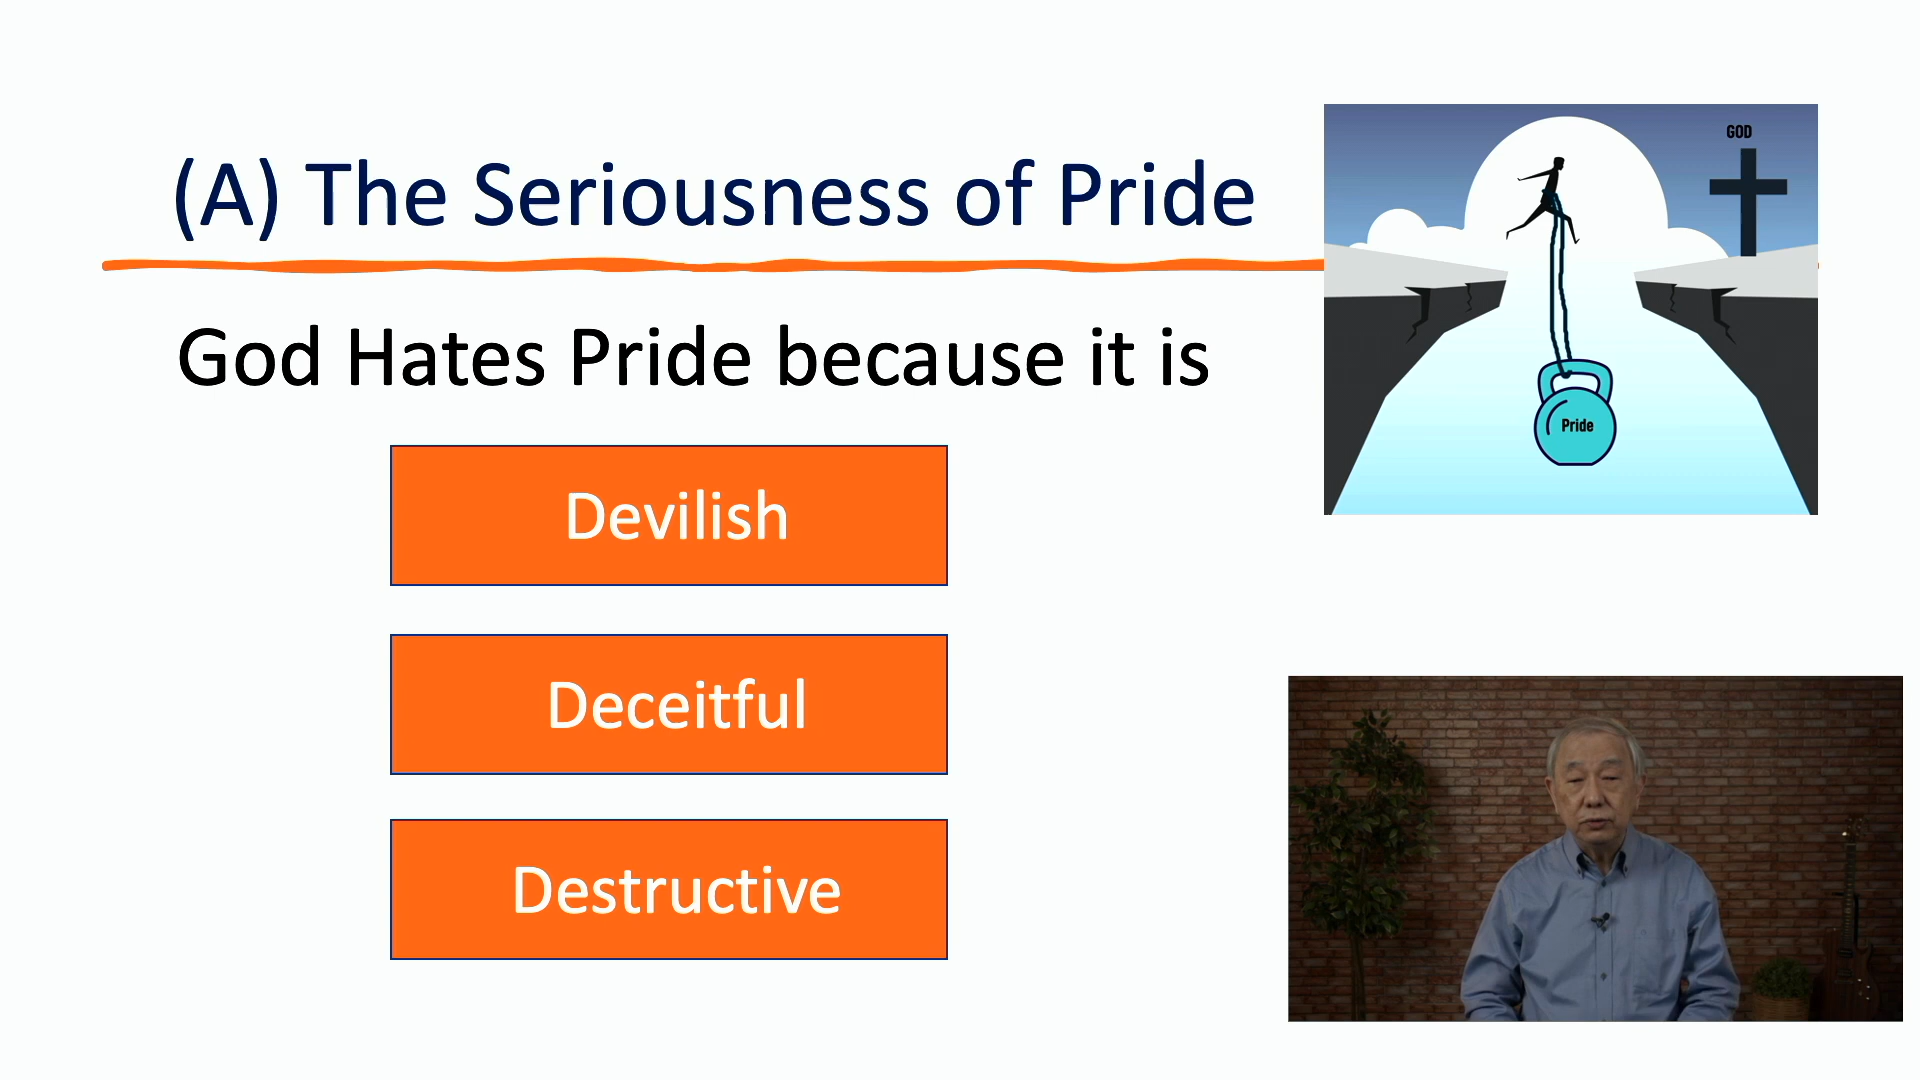 (A) The Seriousness of Pride
God Hates Pride because it is
Devilish
Deceitful
Destructive
GOD
Pride